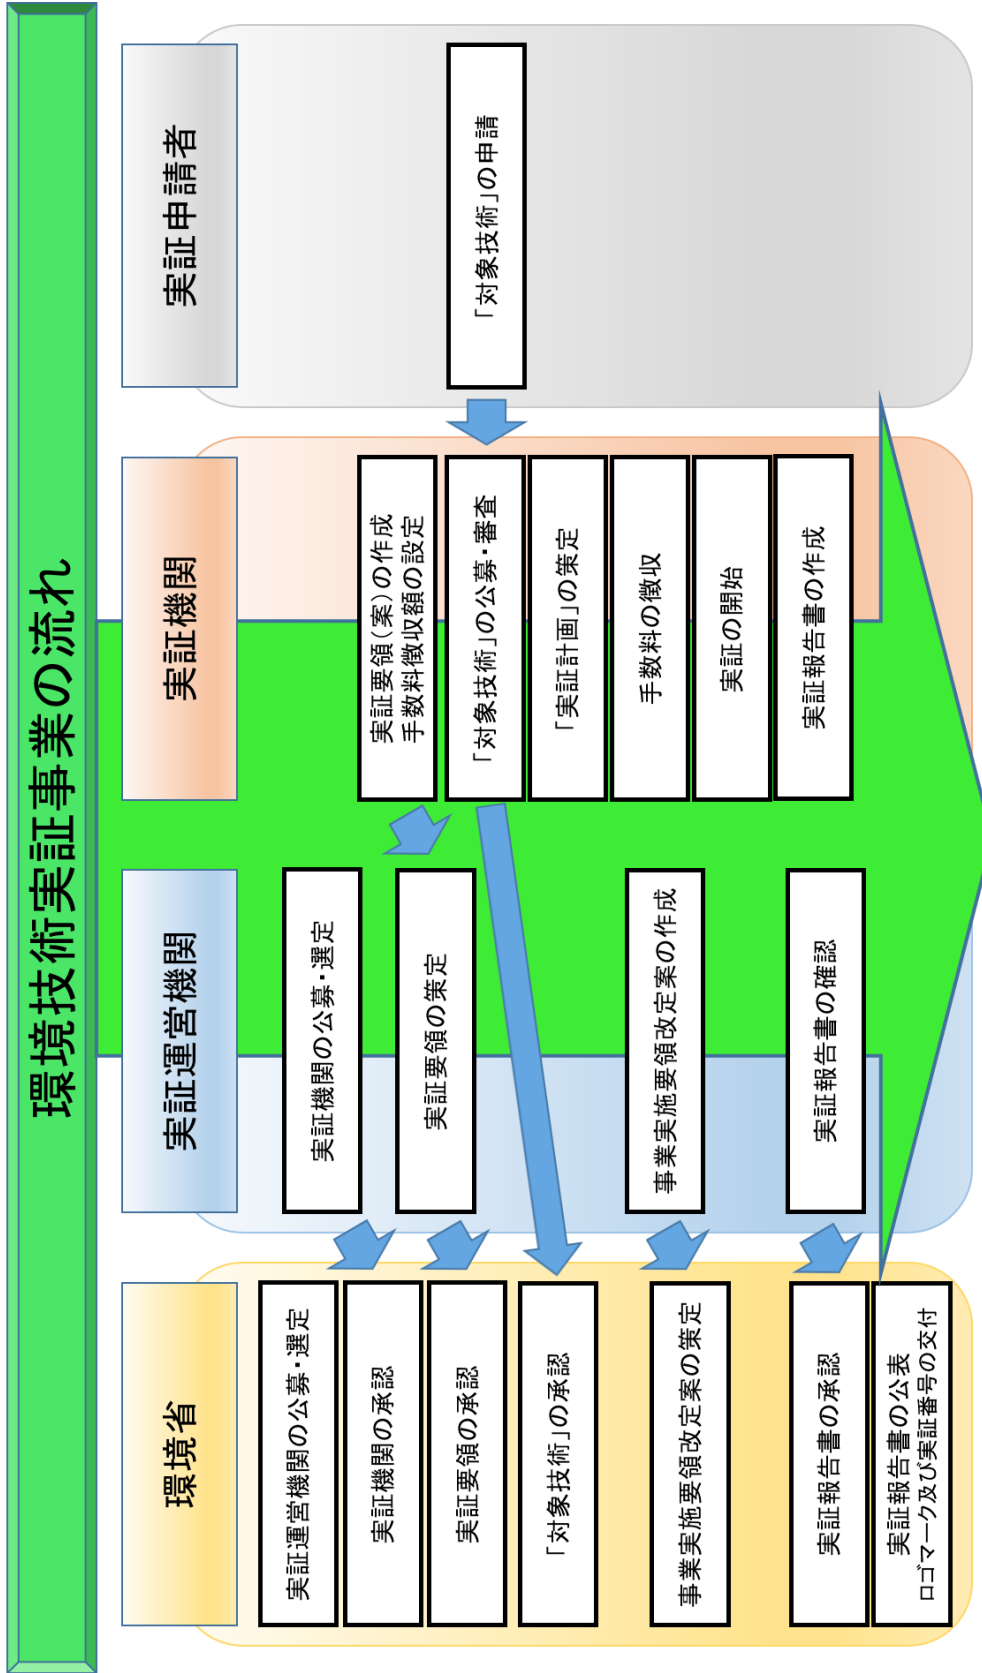 環境技術実証事業の流れ
環境省
実証運営機関の公募・選定
実証機関の承認
実証要領の承認
「対象技術」の承認
事業実施要領改定案の策定
実証報告書の承認
実証報告書の公表
ロゴマーク及び実証番号の交付
実証運営機関
実証機関の公募・選定
実証要領の策定
事業実施要領改定案の作成
実証報告書の確認
実証機関
実証要領（案）の作成
手数料徴収額の設定
「対象技術」の公募・審査
「実証計画」の策定
手数料の徴収
実証の開始
実証報告書の作成
実証申請者
「対象技術」の申請